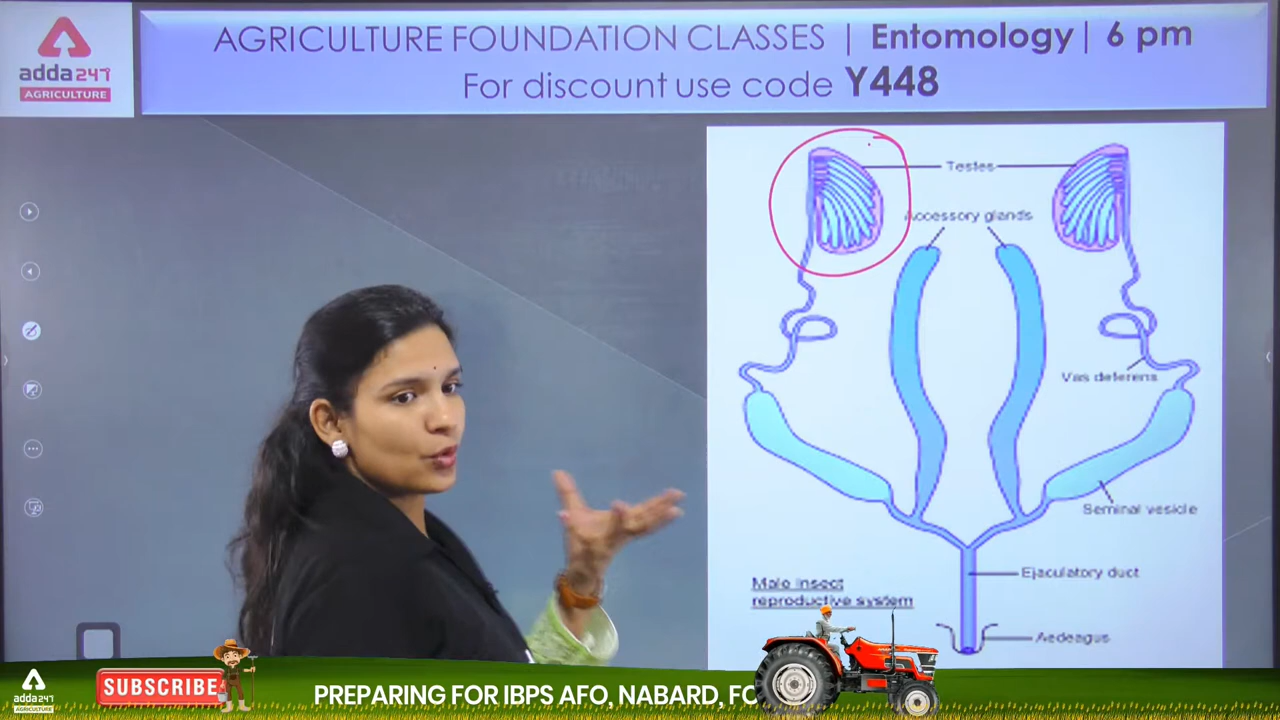 adda247
AGRICULTURE
AGRICULTURE FOUNDATION CLASSES | Entomology| 6 pm
For discount use code Y448
Testes
Accessory glands
Vas deferens
Seminal vesicle
Ejaculatory duct
Male insect
reproductive system
Aedeagus
adda247
AGRICULTURE
SUBSCRIBE
PREPARING FOR IBPS AFO, NABARD, FC